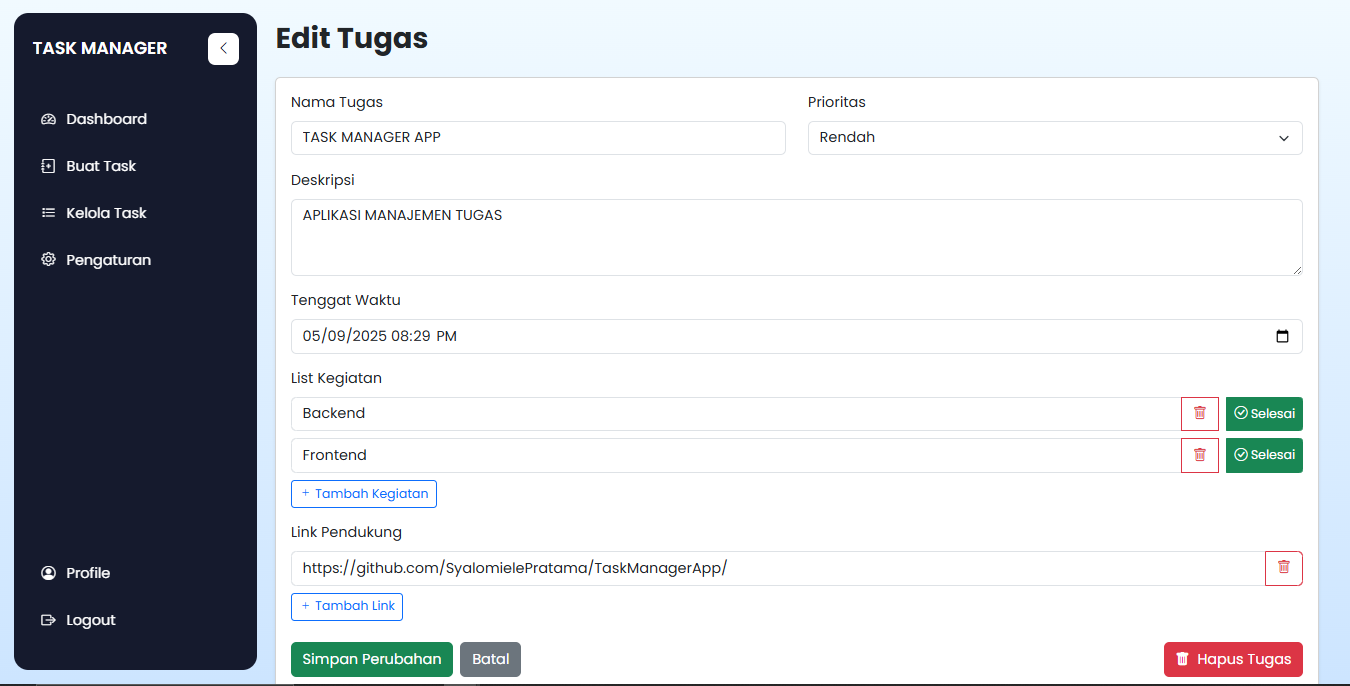 TASK MANAGER
Dashboard
Buat Task
Kelola Task
Pengaturan
Profile
Logout
Edit Tugas
Nama Tugas
TASK MANAGER APP
Prioritas
Rendah
Deskripsi
APLIKASI MANAJEMEN TUGAS
Tenggat Waktu
05/09/2025 08:29 PM
List Kegiatan
Backend
Selesai
Frontend
Selesai
+ Tambah Kegiatan
Link Pendukung
https://github.com/SyalomielePratama/TaskManagerApp/
+ Tambah Link
Simpan Perubahan
Batal
Hapus Tugas